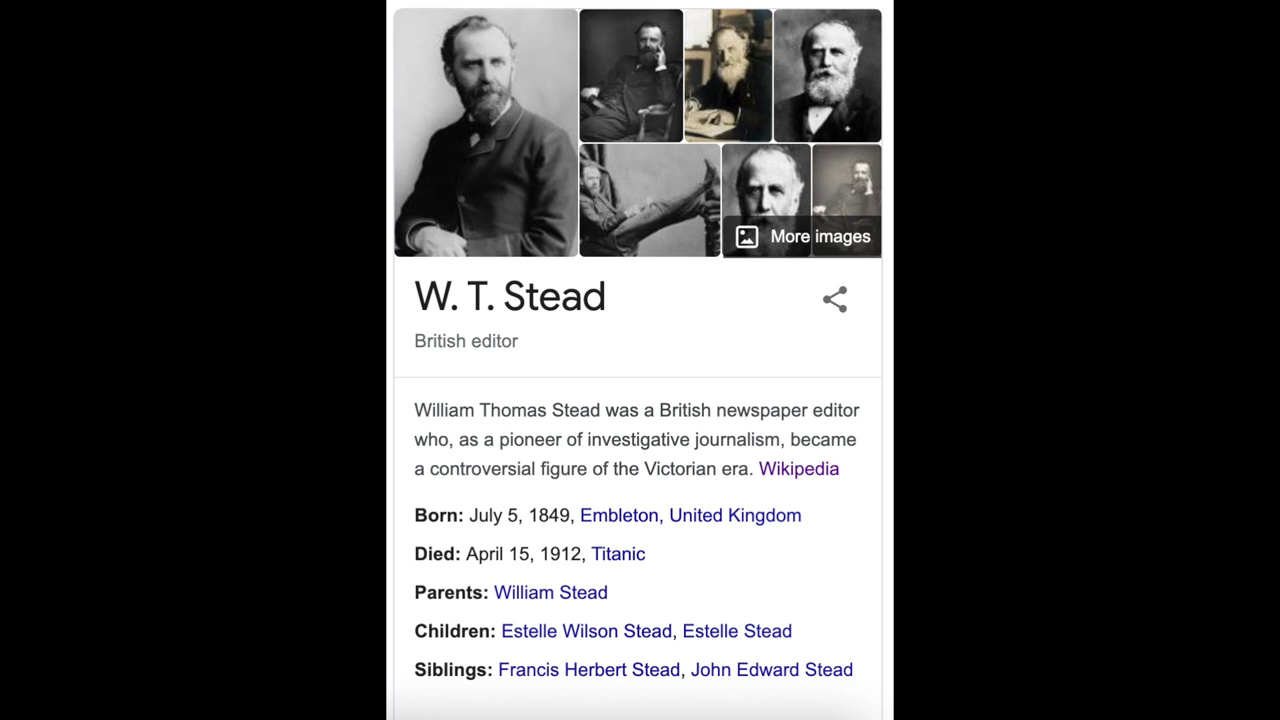 More images
W. T. Stead
British editor
William Thomas Stead was a British newspaper editor
who, as a pioneer of investigative journalism, became
a controversial figure of the Victorian era. Wikipedia
Born: July 5, 1849, Embleton, United Kingdom
Died: April 15, 1912, Titanic
Parents: William Stead
Children: Estelle Wilson Stead, Estelle Stead
Siblings: Francis Herbert Stead, John Edward Stead